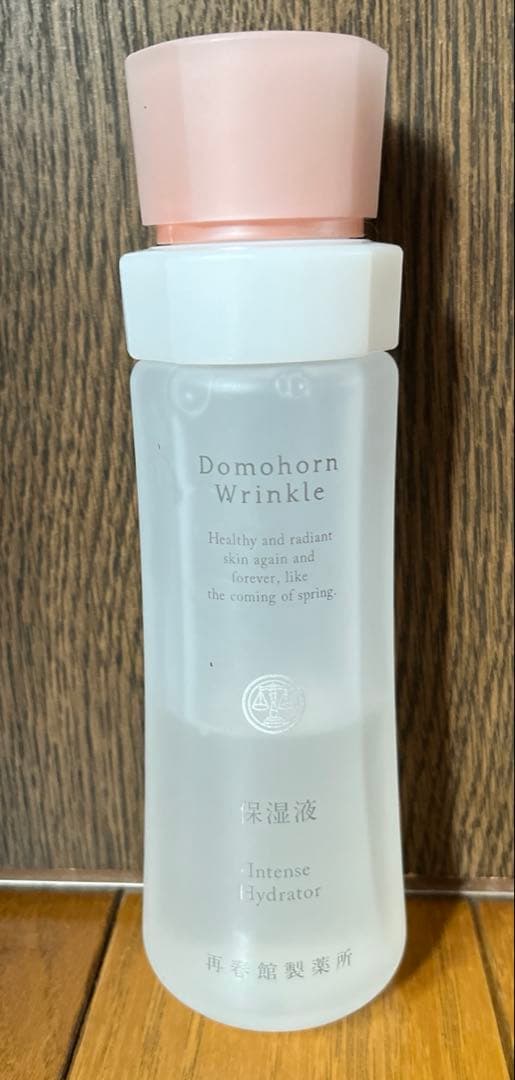 Domohorn
Wrinkle
Healthy and radiant
skin again and
forever, like
the coming of spring.
保湿液
Intense
Hydrator
再春館製薬所